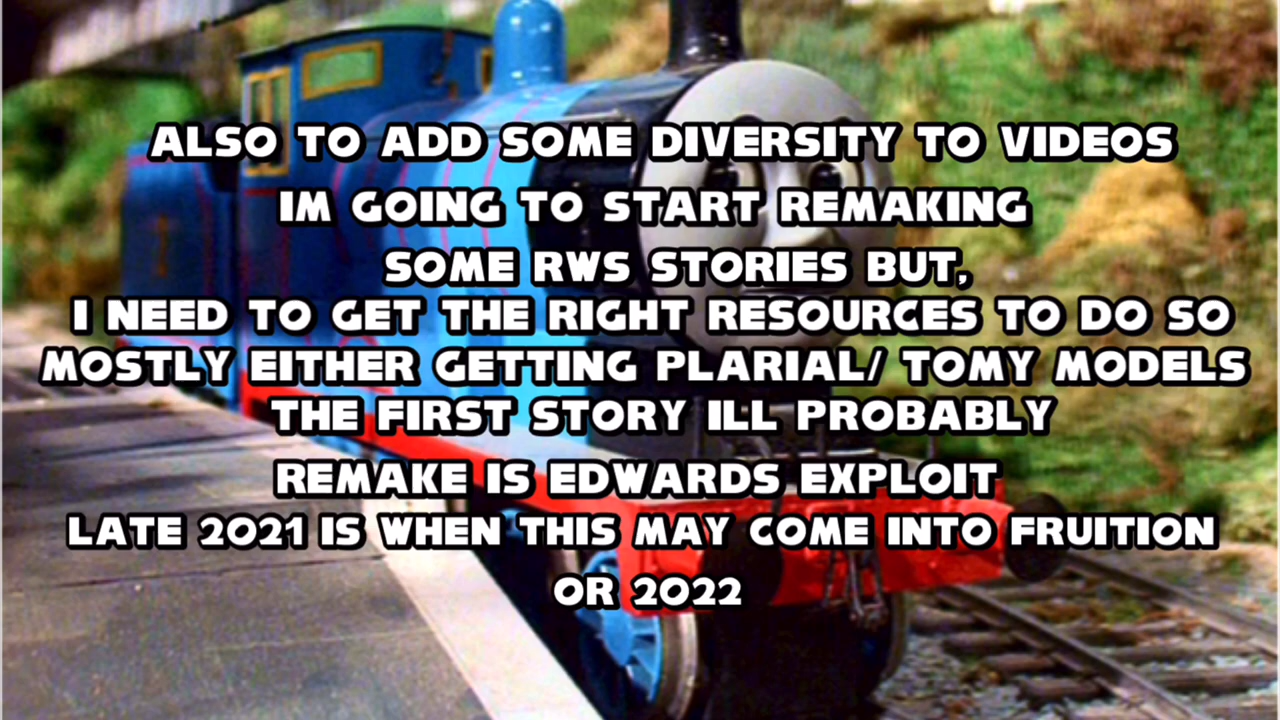 ALSO TO ADD SOME DIVERSITY TO VIDEOS
IM GOING TO START REMAKING
SOME RWS STORIES BUT,
I NEED TO GET THE RIGHT RESOURCES TO DO SO
MOSTLY EITHER GETTING PLARIAL/ TOMY MODELS
THE FIRST STORY ILL PROBABLY
REMAKE IS EDWARDS EXPLOIT
LATE 2021 IS WHEN THIS MAY COME INTO FRUITION
OR 2022